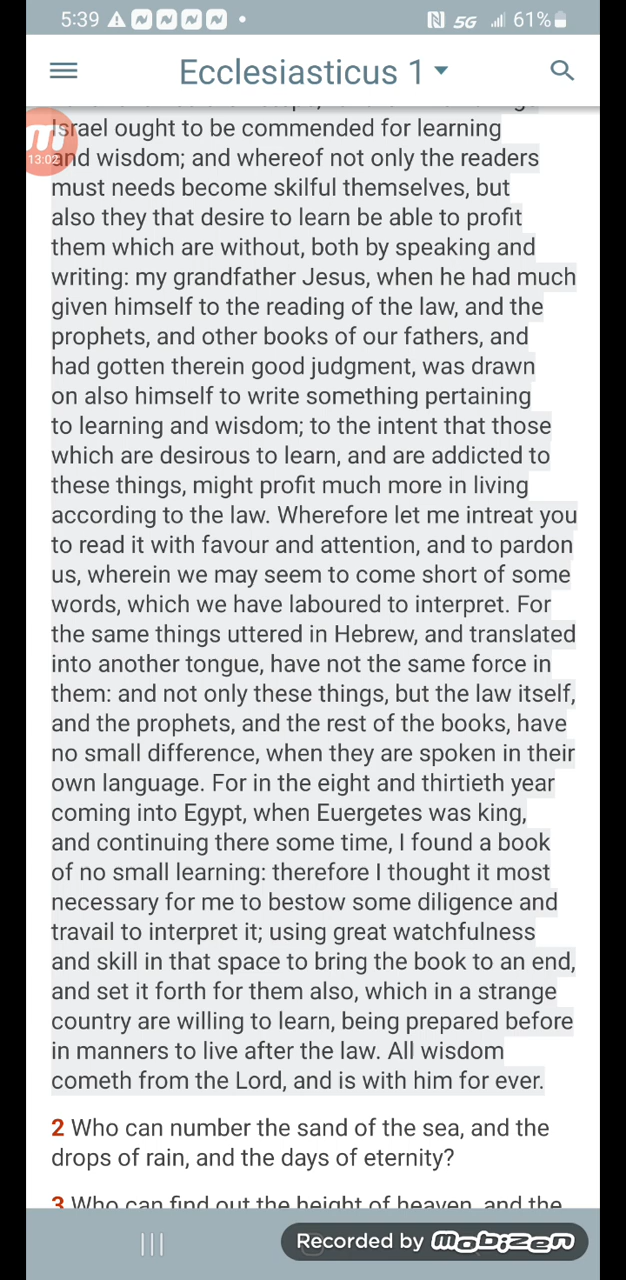 5:39
5G 61%
Ecclesiasticus 1
Israel ought to be commended for learning
13:02
and wisdom; and whereof not only the readers
must needs become skilful themselves, but
also they that desire to learn be able to profit
them which are without, both by speaking and
writing: my grandfather Jesus, when he had much
given himself to the reading of the law, and the
prophets, and other books of our fathers, and
had gotten therein good judgment, was drawn
on also himself to write something pertaining
to learning and wisdom; to the intent that those
which are desirous to learn, and are addicted to
these things, might profit much more in living
according to the law. Wherefore let me intreat you
to read it with favour and attention, and to pardon
us, wherein we may seem to come short of some
words, which we have laboured to interpret. For
the same things uttered in Hebrew, and translated
into another tongue, have not the same force in
them: and not only these things, but the law itself,
and the prophets, and the rest of the books, have
no small difference, when they are spoken in their
own language. For in the eight and thirtieth year
coming into Egypt, when Euergetes was king,
and continuing there some time, I found a book
of no small learning: therefore I thought it most
necessary for me to bestow some diligence and
travail to interpret it; using great watchfulness
and skill in that space to bring the book to an end,
and set it forth for them also, which in a strange
country are willing to learn, being prepared before
in manners to live after the law. All wisdom
cometh from the Lord, and is with him for ever.
2 Who can number the sand of the sea, and the
drops of rain, and the days of eternity?
3 Who can find out the height of heaven, and the
Recorded by mobizen